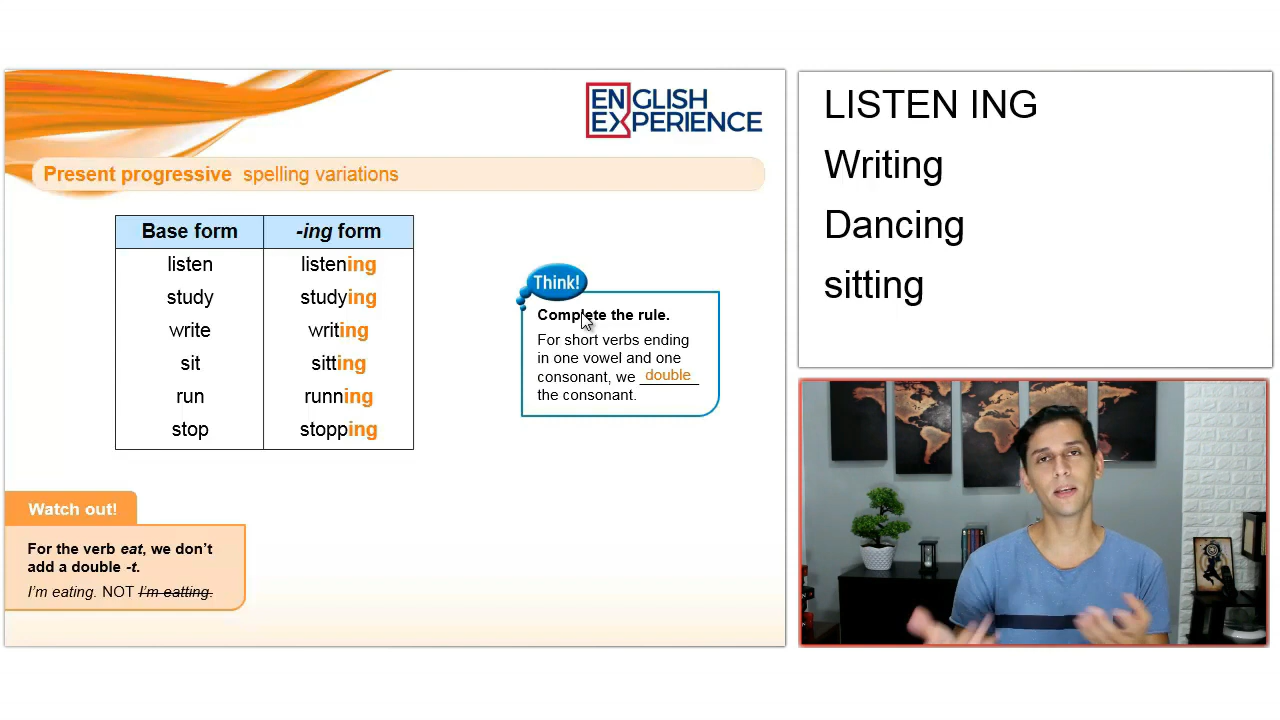 ENGLISH
EXPERIENCE
Present progressive spelling variations
Base form -ing form
listen listening
study studying
write writing
sit sitting
run running
stop stopping
Think!
Complete the rule.
For short verbs ending
in one vowel and one
consonant, we double
the consonant.
Watch out!
For the verb eat, we don't
add a double -t.
I'm eating. NOT I'm eatting.
LISTEN ING
Writing
Dancing
sitting